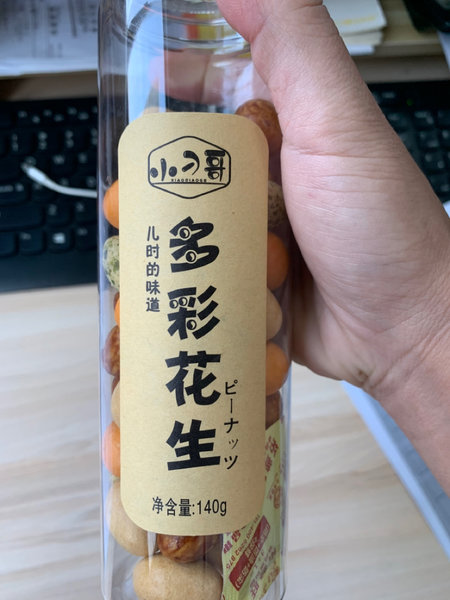 小刁哥
XIAODIAOGE
多彩花生
儿时的味道
ピーナッツ
净含量:140g